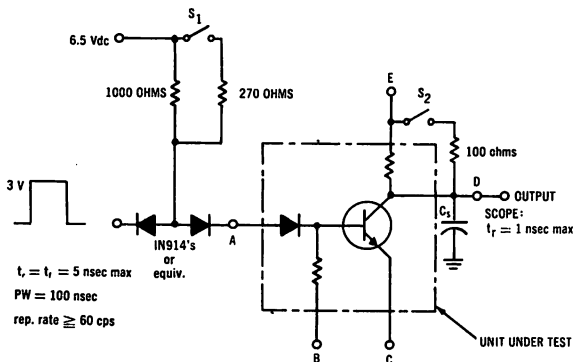 S1
6.5 Vdc
1000 OHMS
270 OHMS
E
S2
100 ohms
3 V
D
OUTPUT
Cs
SCOPE:
tr = 1 nsec max
IN914's
or
equiv.
A
tr = tf = 5 nsec max
PW = 100 nsec
rep. rate ≧ 60 cps
B
C
UNIT UNDER TEST